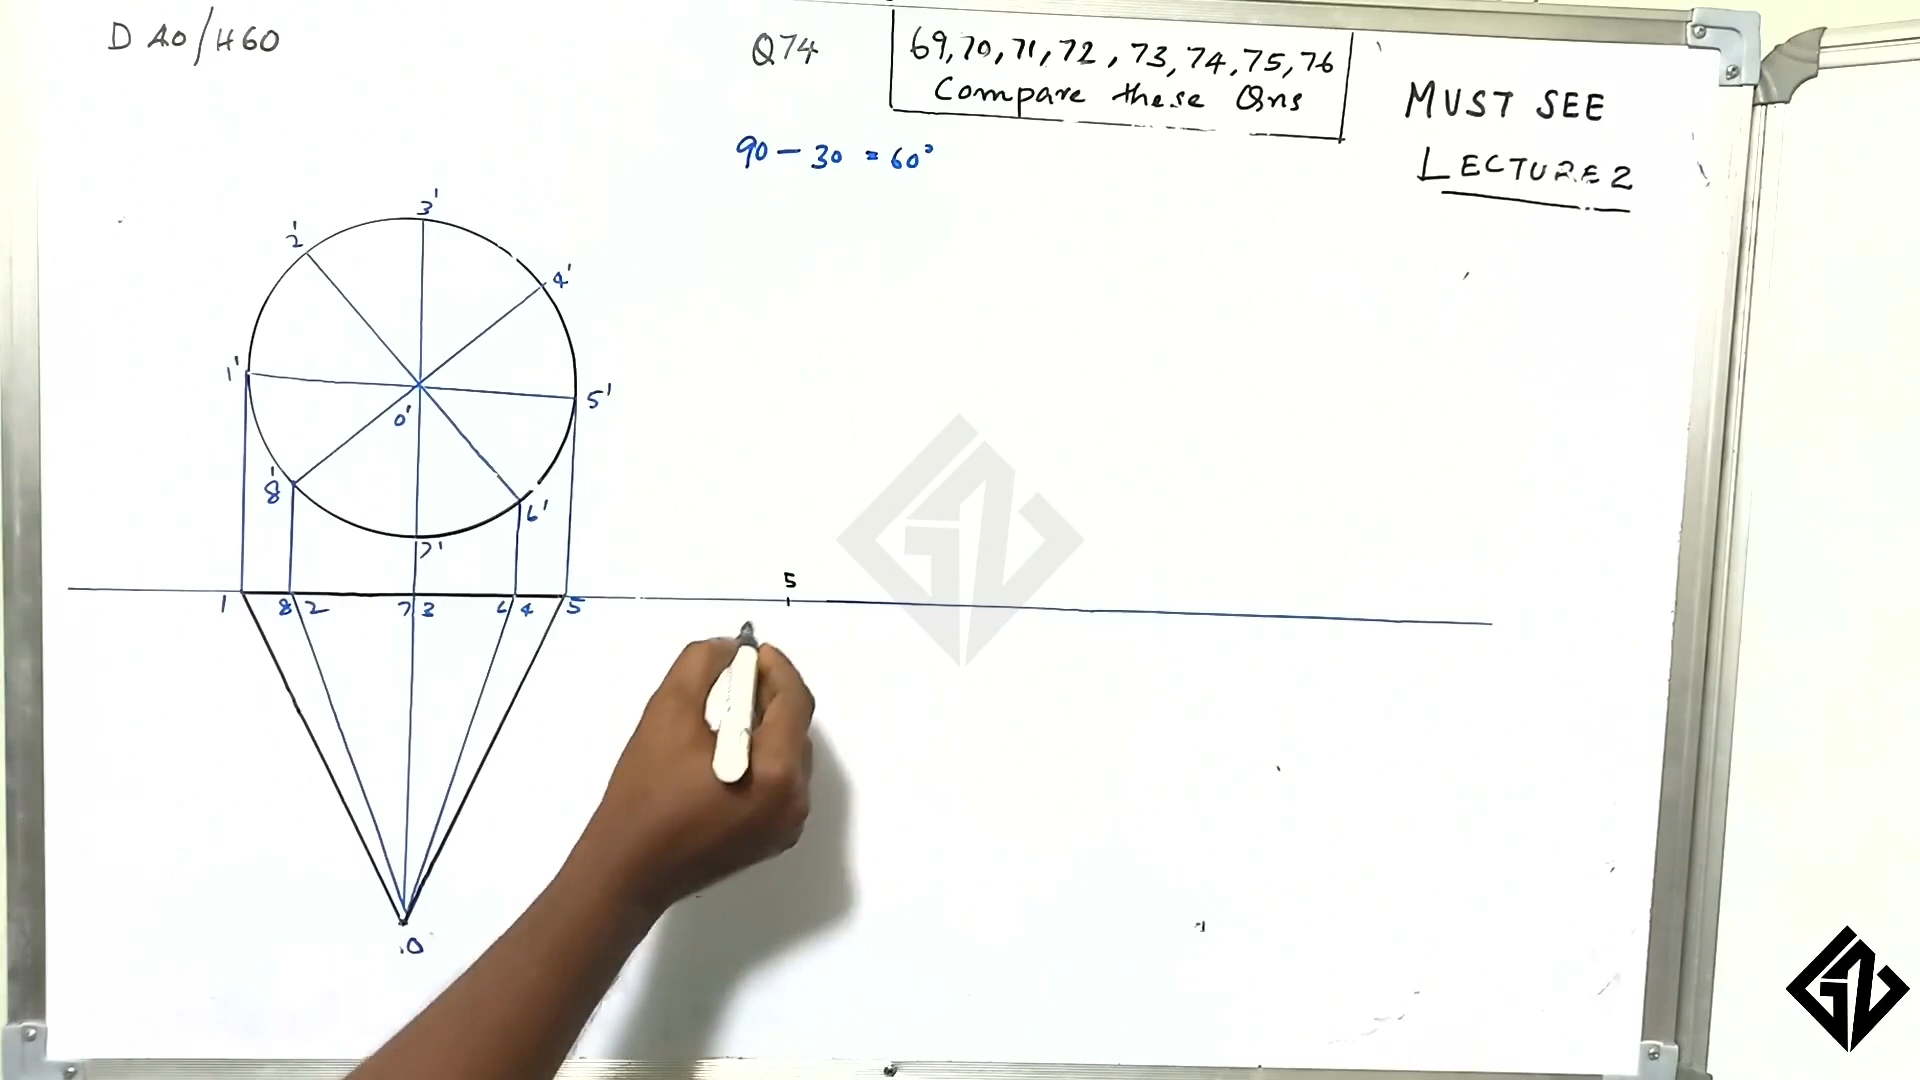 D 40/H60
Q74
69,70,71,72,73,74,75,76
Compare these Qns
MUST SEE
LECTURE 2
90 - 30 = 60°
3'
2'
4'
1'
5'
o'
8'
6'
7'
5
1 8 2 7 3 6 4 5
O